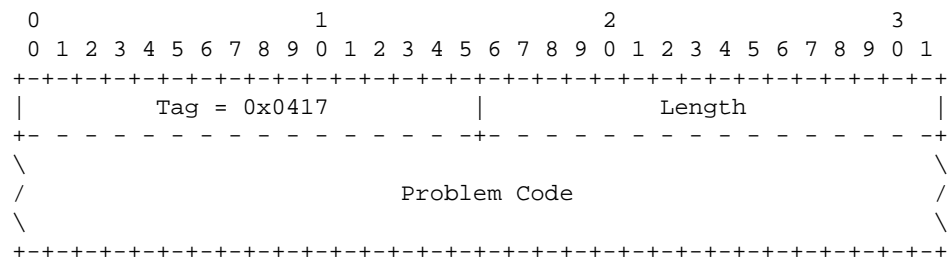 0                   1                   2                   3
 0 1 2 3 4 5 6 7 8 9 0 1 2 3 4 5 6 7 8 9 0 1 2 3 4 5 6 7 8 9 0 1
+-+-+-+-+-+-+-+-+-+-+-+-+-+-+-+-+-+-+-+-+-+-+-+-+-+-+-+-+-+-+-+-+
|         Tag = 0x0417          |            Length             |
+- - - - - - - - - - - - - - - -+- - - - - - - - - - - - - - - -+
\                                                               \
/                          Problem Code                         /
\                                                               \
+-+-+-+-+-+-+-+-+-+-+-+-+-+-+-+-+-+-+-+-+-+-+-+-+-+-+-+-+-+-+-+-+